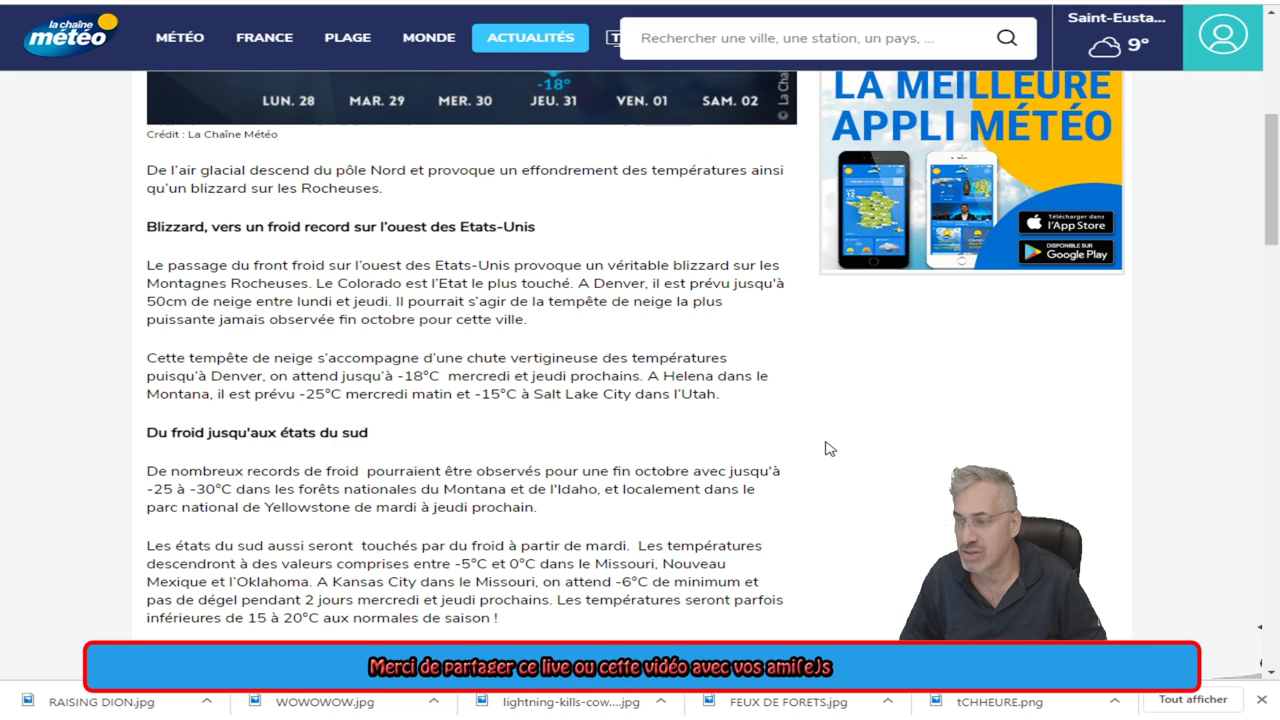 la chaîne
météo
MÉTÉO
FRANCE
PLAGE
MONDE
ACTUALITÉS
Rechercher une ville, une station, un pays, ...
Saint-Eusta...
9°
-18°
LUN. 28
MAR. 29
MER. 30
JEU. 31
VEN. 01
SAM. 02
© La Cha
Crédit : La Chaîne Météo
De l'air glacial descend du pôle Nord et provoque un effondrement des températures ainsi
qu'un blizzard sur les Rocheuses.
Blizzard, vers un froid record sur l'ouest des Etats-Unis
Le passage du front froid sur l'ouest des Etats-Unis provoque un véritable blizzard sur les
Montagnes Rocheuses. Le Colorado est l'Etat le plus touché. A Denver, il est prévu jusqu'à
50cm de neige entre lundi et jeudi. Il pourrait s'agir de la tempête de neige la plus
puissante jamais observée fin octobre pour cette ville.
Cette tempête de neige s'accompagne d'une chute vertigineuse des températures
puisqu'à Denver, on attend jusqu'à -18°C mercredi et jeudi prochains. A Helena dans le
Montana, il est prévu -25°C mercredi matin et -15°C à Salt Lake City dans l'Utah.
Du froid jusqu'aux états du sud
De nombreux records de froid pourraient être observés pour une fin octobre avec jusqu'à
-25 à -30°C dans les forêts nationales du Montana et de l'Idaho, et localement dans le
parc national de Yellowstone de mardi à jeudi prochain.
Les états du sud aussi seront touchés par du froid à partir de mardi. Les températures
descendront à des valeurs comprises entre -5°C et 0°C dans le Missouri, Nouveau
Mexique et l'Oklahoma. A Kansas City dans le Missouri, on attend -6°C de minimum et
pas de dégel pendant 2 jours mercredi et jeudi prochains. Les températures seront parfois
inférieures de 15 à 20°C aux normales de saison !
LA MEILLEURE
APPLI MÉTÉO
Télécharger dans
l'App Store
DISPONIBLE SUR
Google Play
Merci de partager ce live ou cette vidéo avec vos ami(e)s
RAISING DION.jpg
WOWOWOW.jpg
lightning-kills-cow....jpg
FEUX DE FORETS.jpg
tCHHEURE.png
Tout afficher